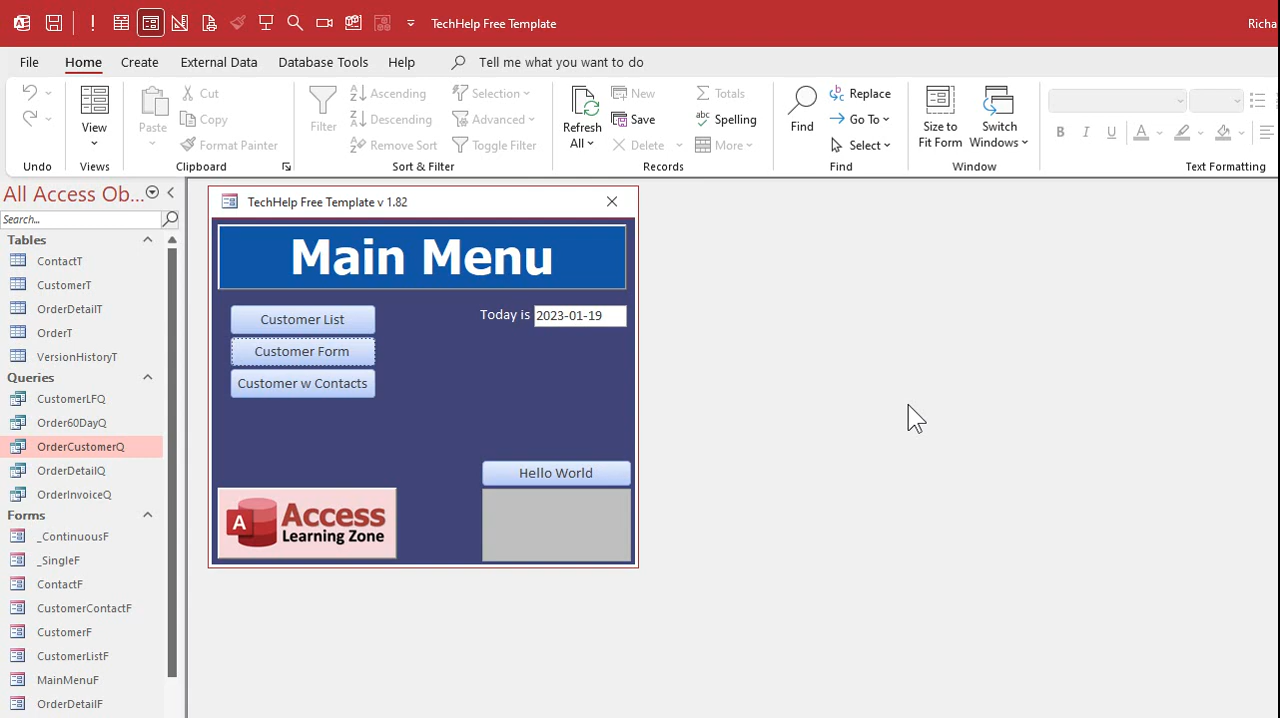 TechHelp Free Template
Richa
File Home Create External Data Database Tools Help Tell me what you want to do
View
Paste
Cut
Copy
Format Painter
Filter
Ascending
Descending
Remove Sort
Selection
Advanced
Toggle Filter
Refresh
All
New
Save
Delete
Totals
Spelling
More
Find
Replace
Go To
Select
Size to
Fit Form
Switch
Windows
B I U A
Undo Views Clipboard Sort & Filter Records Find Window Text Formatting
All Access Ob...
Search...
Tables
ContactT
CustomerT
OrderDetailT
OrderT
VersionHistoryT
Queries
CustomerLFQ
Order60DayQ
OrderCustomerQ
OrderDetailQ
OrderInvoiceQ
Forms
_ContinuousF
_SingleF
ContactF
CustomerContactF
CustomerF
CustomerListF
MainMenuF
OrderDetailF
TechHelp Free Template v 1.82
Main Menu
Customer List
Customer Form
Customer w Contacts
Today is 2023-01-19
Hello World
A Access
Learning Zone